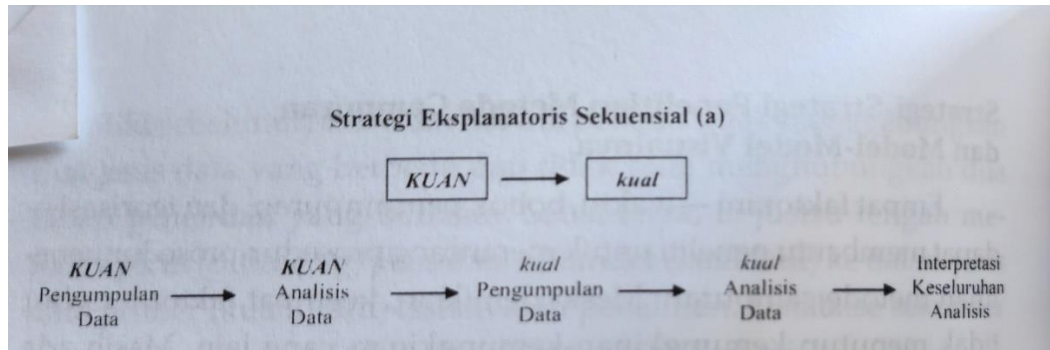 Strategi Eksplanatoris Sekuensial (a)
KUAN kual
KUAN KUAN kual kual Interpretasi
Pengumpulan Analisis Pengumpulan Analisis Keseluruhan
Data Data Data Data Analisis